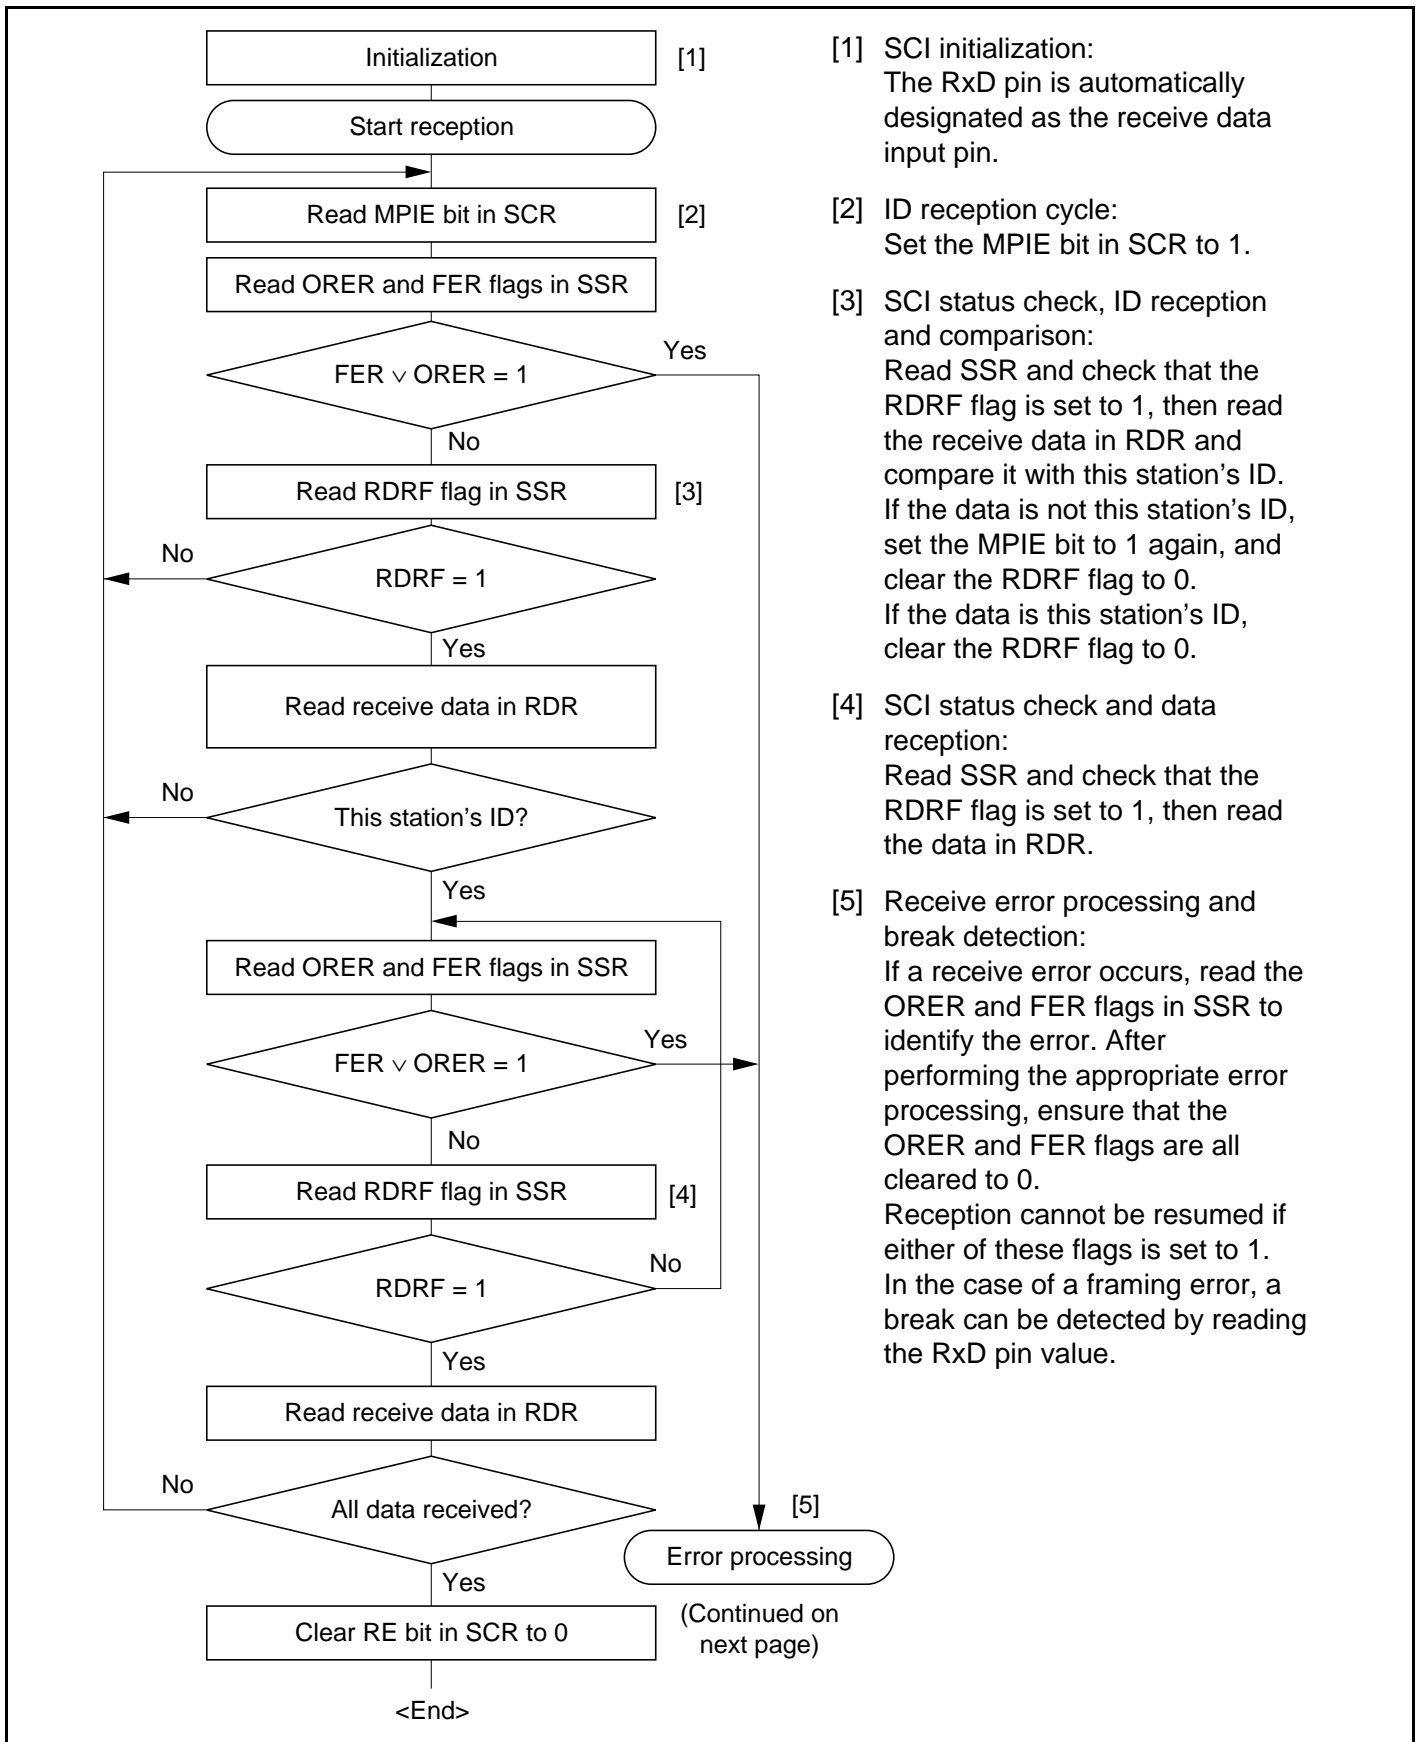 Initialization
[1]
Start reception
Read MPIE bit in SCR
[2]
Read ORER and FER flags in SSR
FER ∨ ORER = 1
Yes
No
Read RDRF flag in SSR
[3]
No
RDRF = 1
Yes
Read receive data in RDR
No
This station's ID?
Yes
Read ORER and FER flags in SSR
FER ∨ ORER = 1
Yes
No
Read RDRF flag in SSR
[4]
RDRF = 1
No
Yes
Read receive data in RDR
No
All data received?
[5]
Error processing
Yes
(Continued on
next page)
Clear RE bit in SCR to 0
<End>
[1] SCI initialization:
The RxD pin is automatically
designated as the receive data
input pin.
[2] ID reception cycle:
Set the MPIE bit in SCR to 1.
[3] SCI status check, ID reception
and comparison:
Read SSR and check that the
RDRF flag is set to 1, then read
the receive data in RDR and
compare it with this station's ID.
If the data is not this station's ID,
set the MPIE bit to 1 again, and
clear the RDRF flag to 0.
If the data is this station's ID,
clear the RDRF flag to 0.
[4] SCI status check and data
reception:
Read SSR and check that the
RDRF flag is set to 1, then read
the data in RDR.
[5] Receive error processing and
break detection:
If a receive error occurs, read the
ORER and FER flags in SSR to
identify the error. After
performing the appropriate error
processing, ensure that the
ORER and FER flags are all
cleared to 0.
Reception cannot be resumed if
either of these flags is set to 1.
In the case of a framing error, a
break can be detected by reading
the RxD pin value.